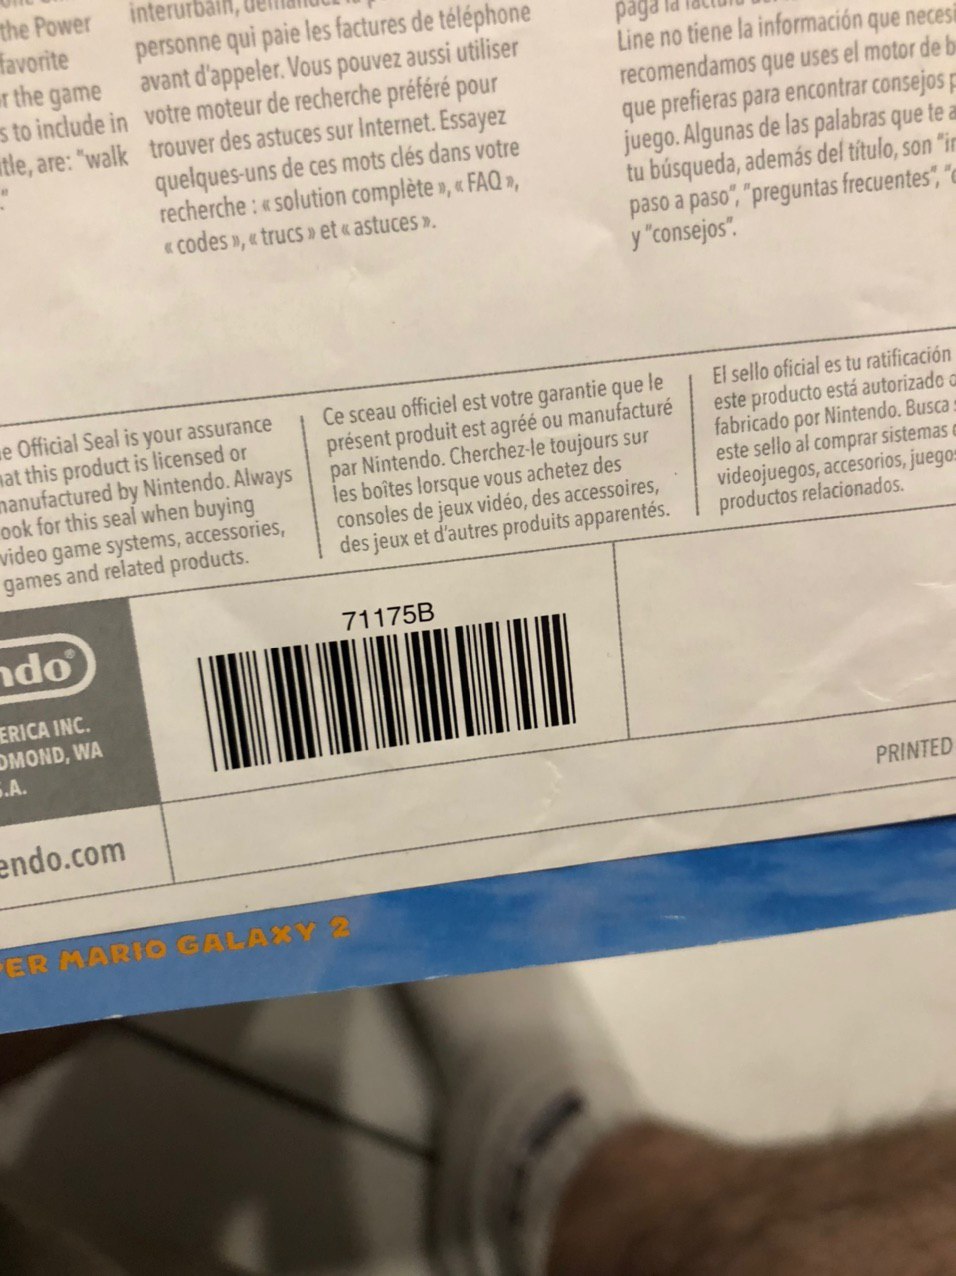 the Power
favorite
the game
s to include in
are: "walk
interurbain,
personne qui paie les factures de téléphone
avant d'appeler. Vous pouvez aussi utiliser
votre moteur de recherche préféré pour
trouver des astuces sur Internet. Essayez
quelques-uns de ces mots clés dans votre
recherche : « solution complète », « FAQ »,
« codes », « trucs » et « astuces ».
paga la
Line no tiene la información que necesi
recomendamos que uses el motor de b
que prefieras para encontrar consejos p
juego. Algunas de las palabras que te a
tu búsqueda, además del título, son "in
paso a paso", "preguntas frecuentes", "c
y "consejos".
e Official Seal is your assurance
hat this product is licensed or
manufactured by Nintendo. Always
ook for this seal when buying
video game systems, accessories,
games and related products.
Ce sceau officiel est votre garantie que le
présent produit est agréé ou manufacturé
par Nintendo. Cherchez-le toujours sur
les boîtes lorsque vous achetez des
consoles de jeux vidéo, des accessoires,
des jeux et d'autres produits apparentés.
El sello oficial es tu ratificación
este producto está autorizado o
fabricado por Nintendo. Busca s
este sello al comprar sistemas d
videojuegos, accesorios, juegos
productos relacionados.
ndo®
ERICA INC.
DMOND, WA
.A.
endo.com
71175B
PRINTED
PER MARIO GALAXY 2